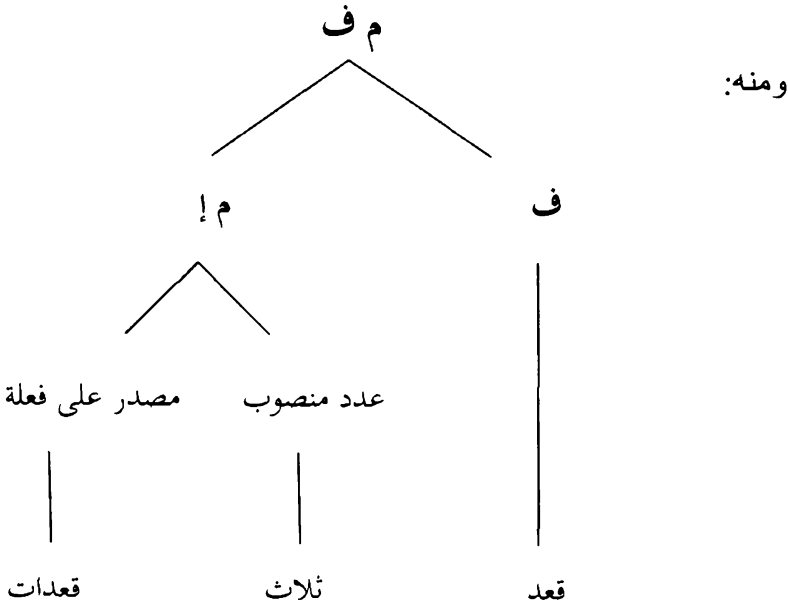 م ف
ومنه:
ف م إ
عدد منصوب مصدر على فعلة
قعد ثلاث قعدات